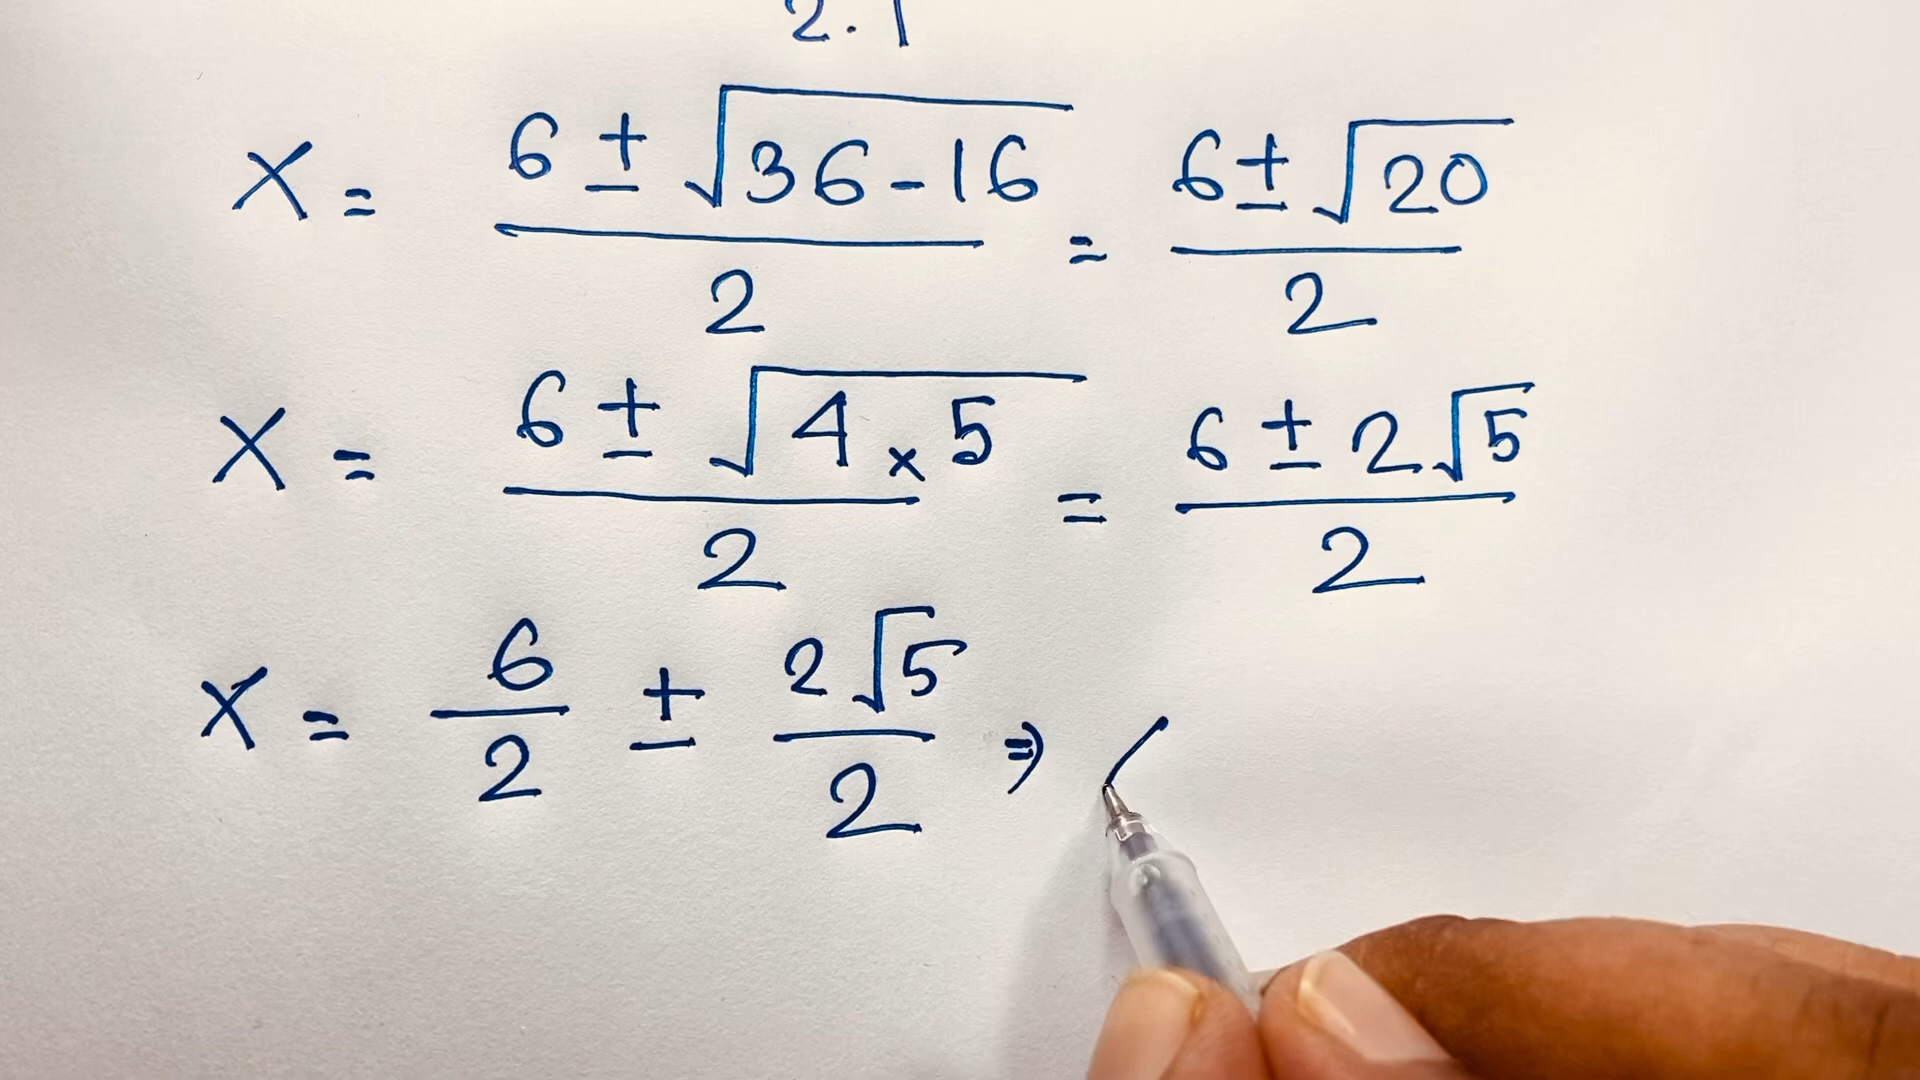 2.1
X = 6 ± √36-16 / 2 = 6 ± √20 / 2
X = 6 ± √4×5 / 2 = 6 ± 2√5 / 2
X = 6/2 ± 2√5/2 ⇒